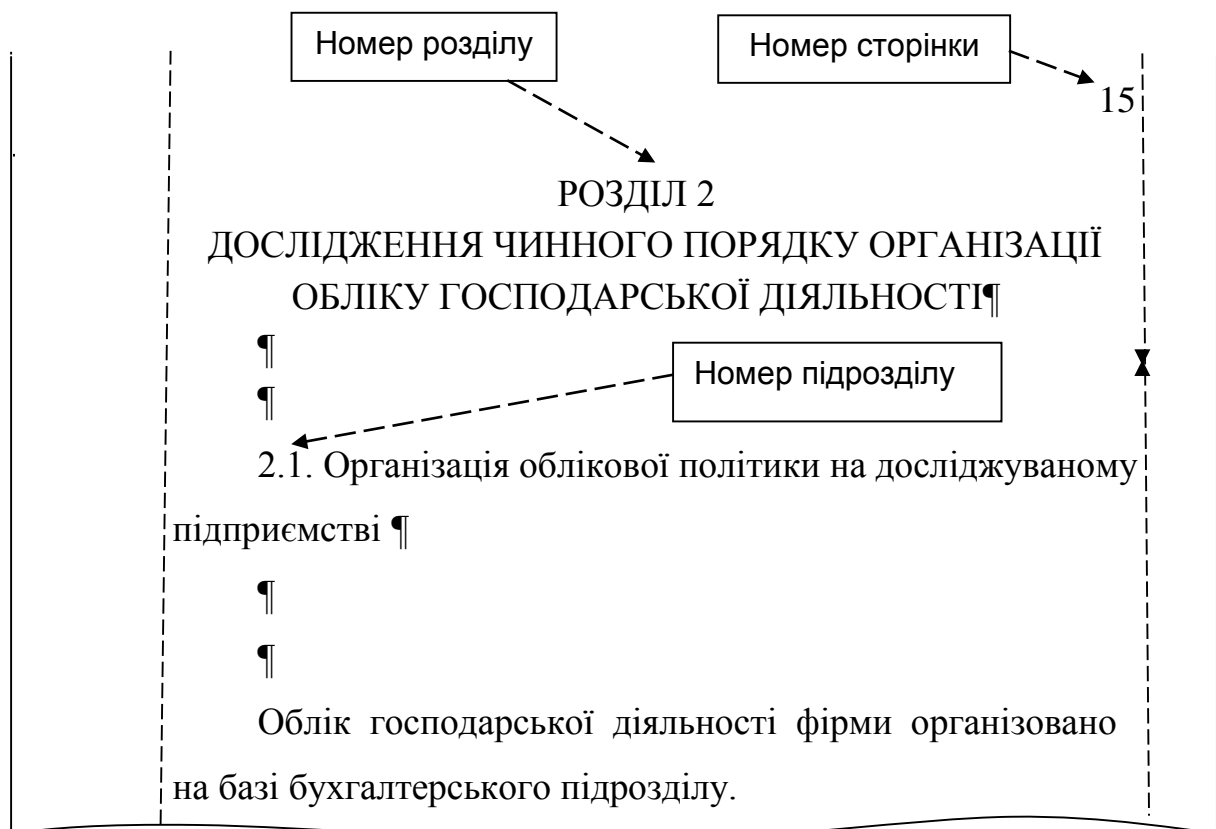 Номер розділу
Номер сторінки
15
РОЗДІЛ 2
ДОСЛІДЖЕННЯ ЧИННОГО ПОРЯДКУ ОРГАНІЗАЦІЇ
ОБЛІКУ ГОСПОДАРСЬКОЇ ДІЯЛЬНОСТІ¶
¶
Номер підрозділу
¶
2.1. Організація облікової політики на досліджуваному
підприємстві ¶
¶
¶
Облік господарської діяльності фірми організовано
на базі бухгалтерського підрозділу.